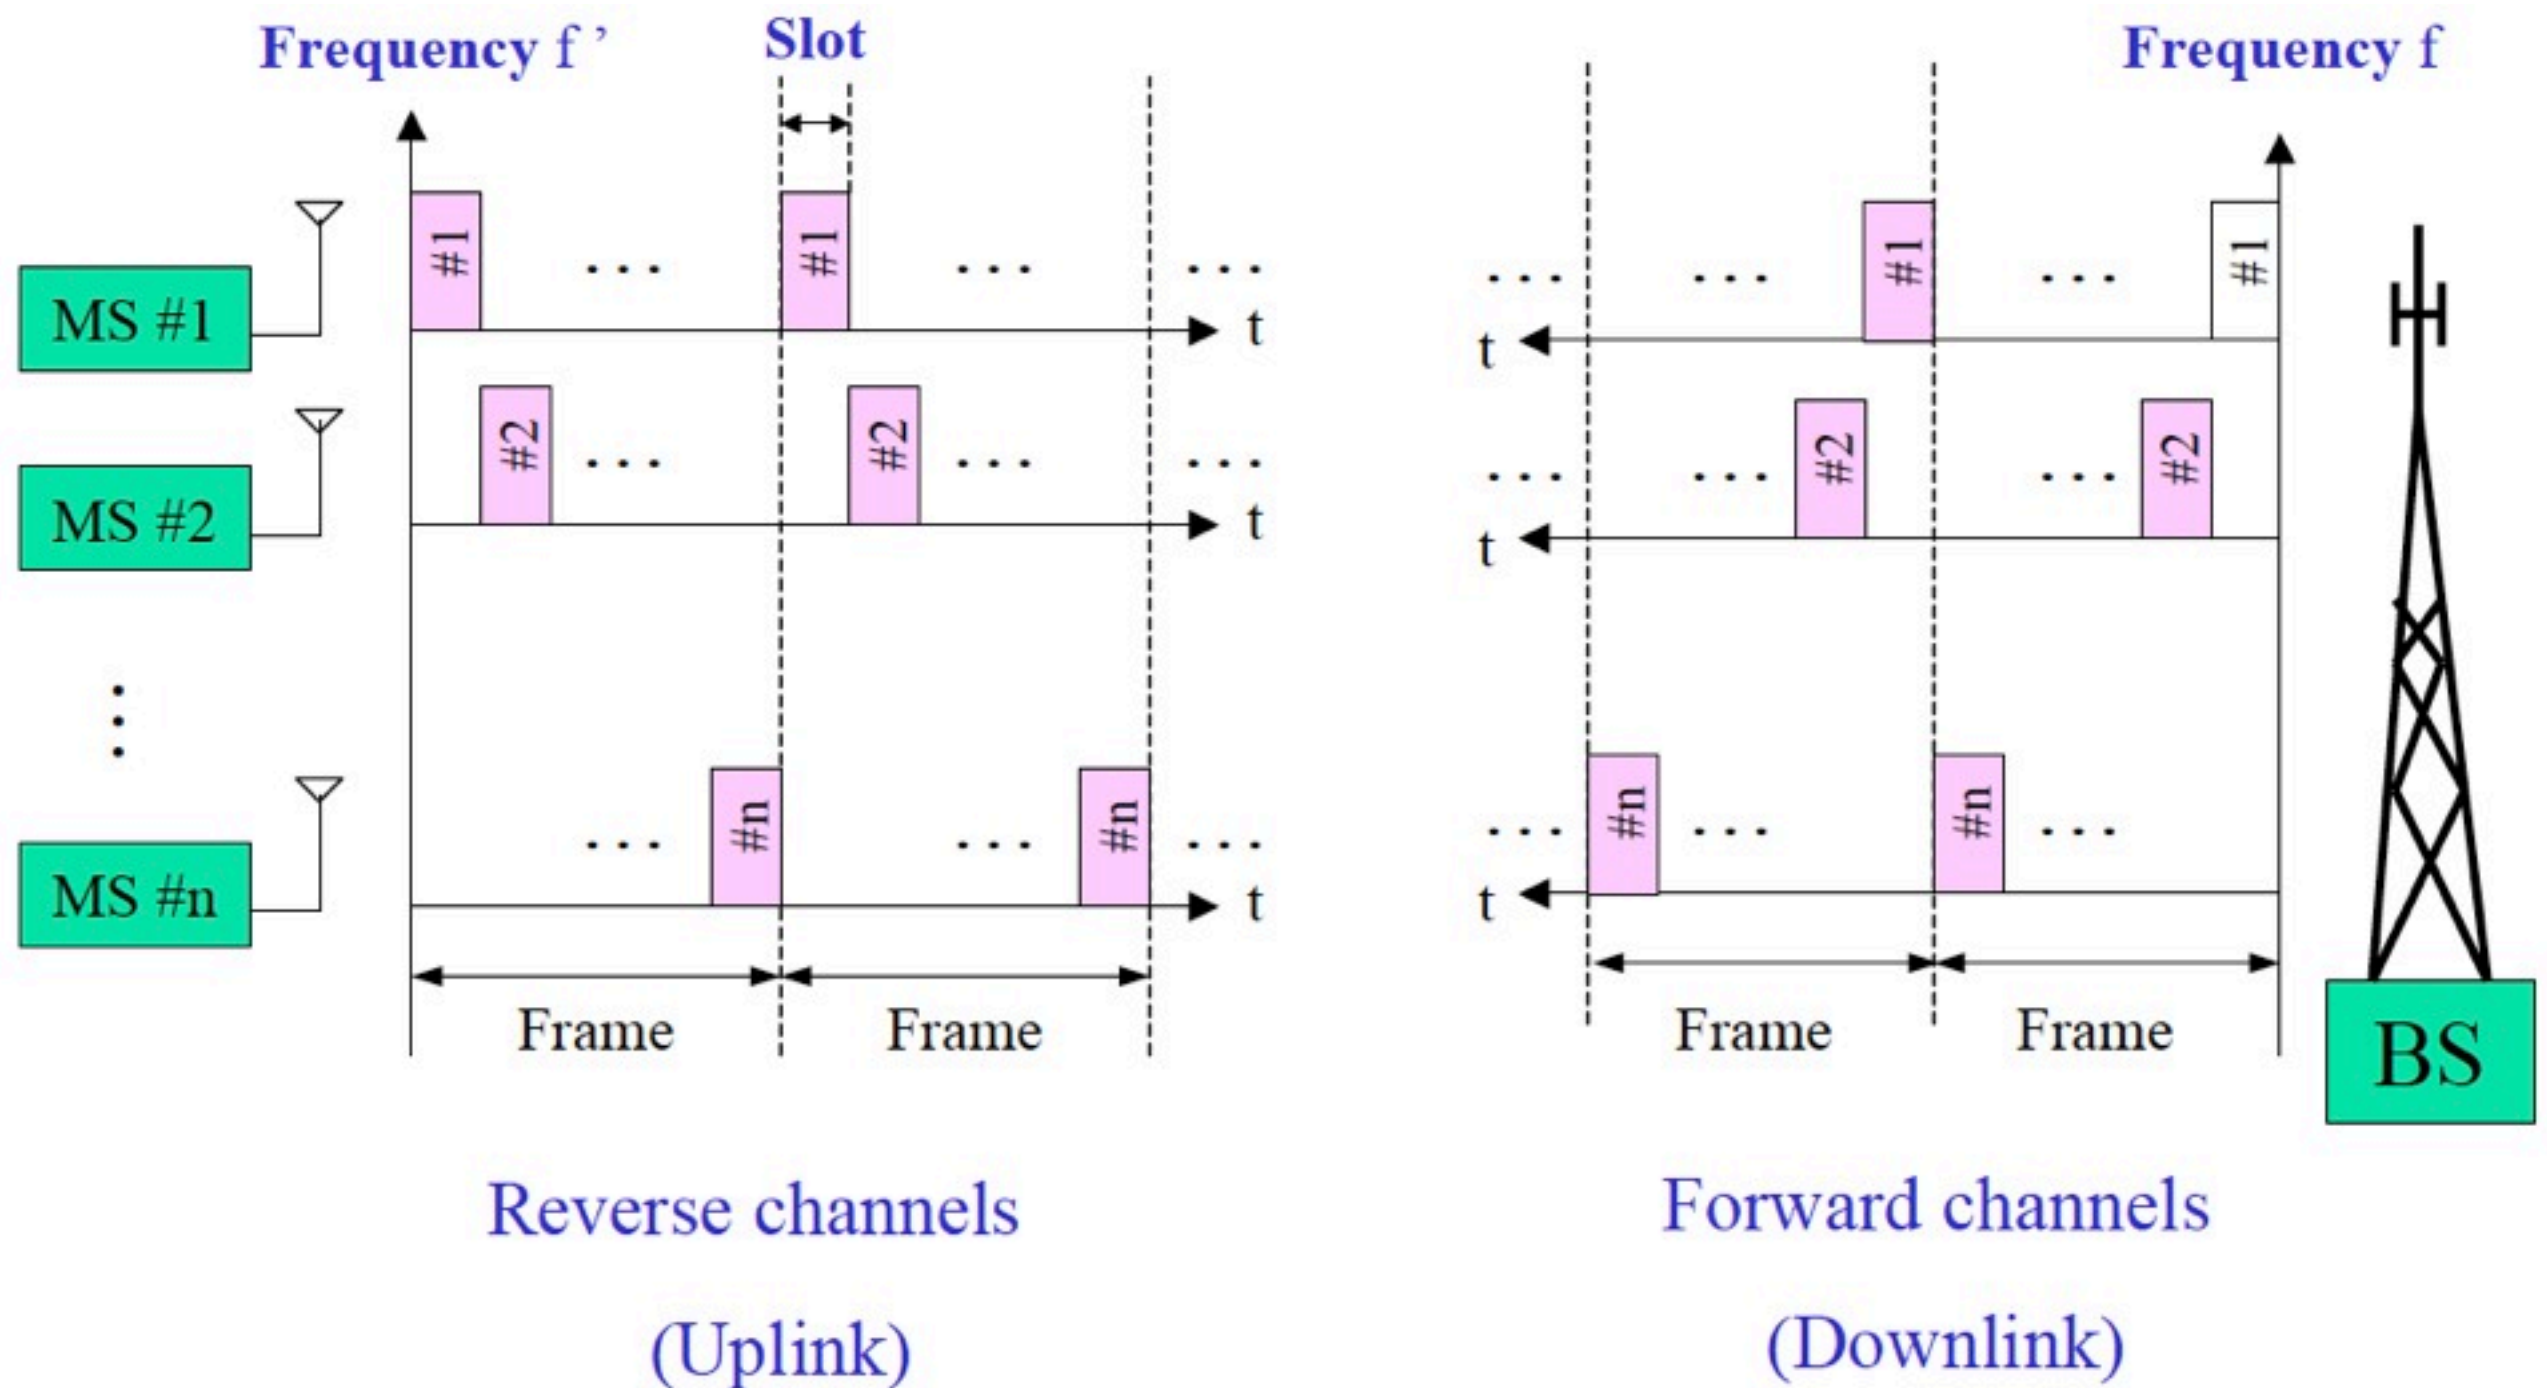 Frequency f ’
Slot
Frequency f
MS #1
#1
. . .
#1
. . .
. . .
t
. . .
. . .
#1
. . .
#1
t
MS #2
#2
. . .
#2
. . .
. . .
t
. . .
. . .
#2
. . .
#2
t
MS #n
. . .
#n
. . .
#n
. . .
t
. . .
#n
. . .
#n
. . .
t
Frame
Frame
Frame
Frame
BS
Reverse channels
(Uplink)
Forward channels
(Downlink)